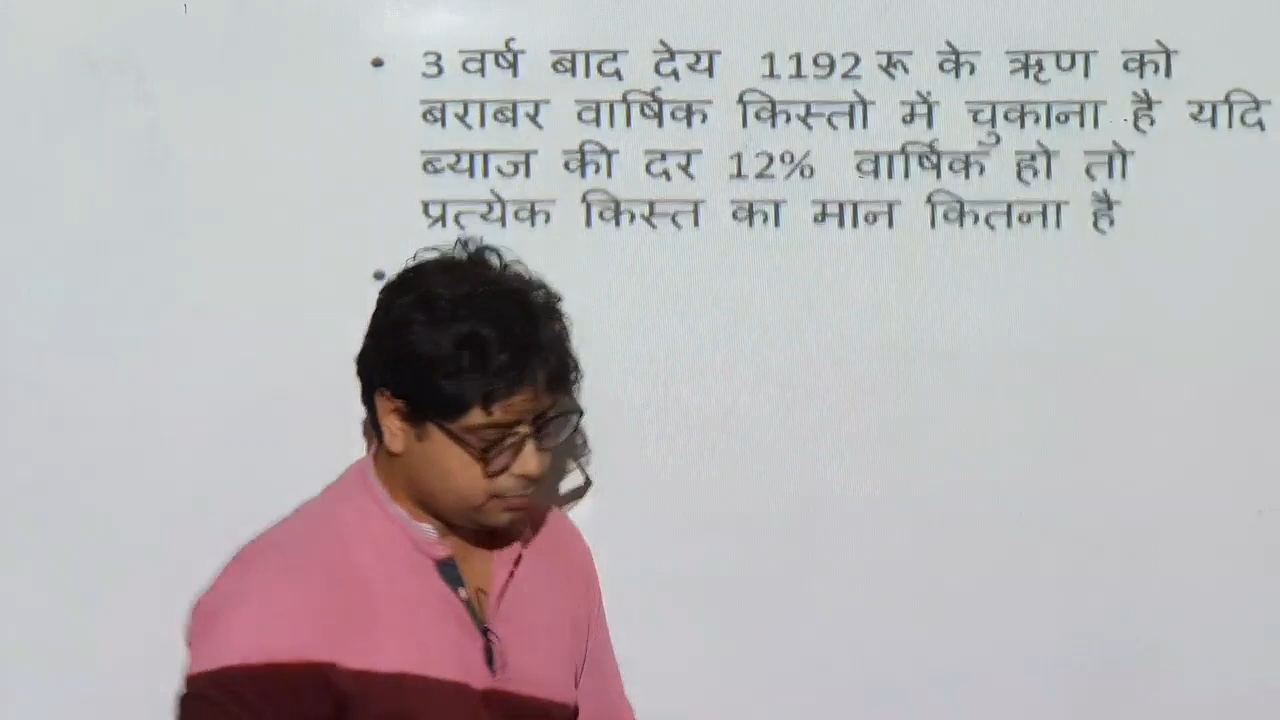 • 3 वर्ष बाद देय 1192 रू के ऋण को
बराबर वार्षिक किस्तो में चुकाना है यदि
ब्याज की दर 12% वार्षिक हो तो
प्रत्येक किस्त का मान कितना है
•